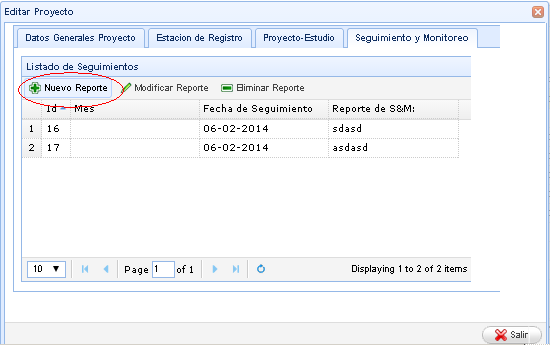 Editar Proyecto
Datos Generales Proyecto Estacion de Registro Proyecto-Estudio Seguimiento y Monitoreo
Listado de Seguimientos
Nuevo Reporte Modificar Reporte Eliminar Reporte
Id Mes Fecha de Seguimiento Reporte de S&M:
1 16 06-02-2014 sdasd
2 17 06-02-2014 asdasd
10 Page 1 of 1 Displaying 1 to 2 of 2 items
Salir